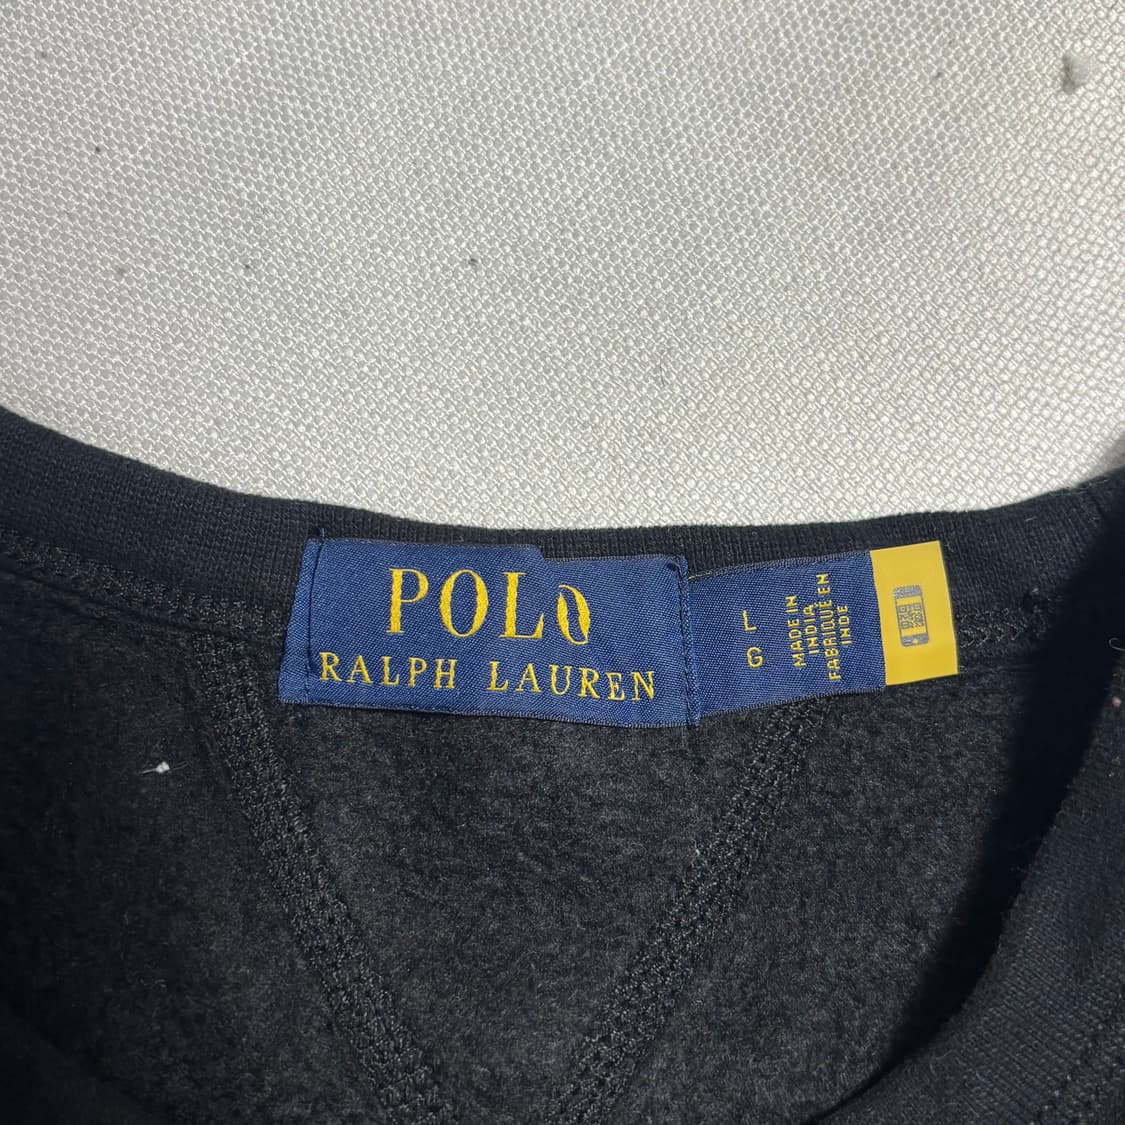 POLO
RALPH LAUREN
L
G
MADE IN
INDIA
FABRIQUÉ EN
INDE